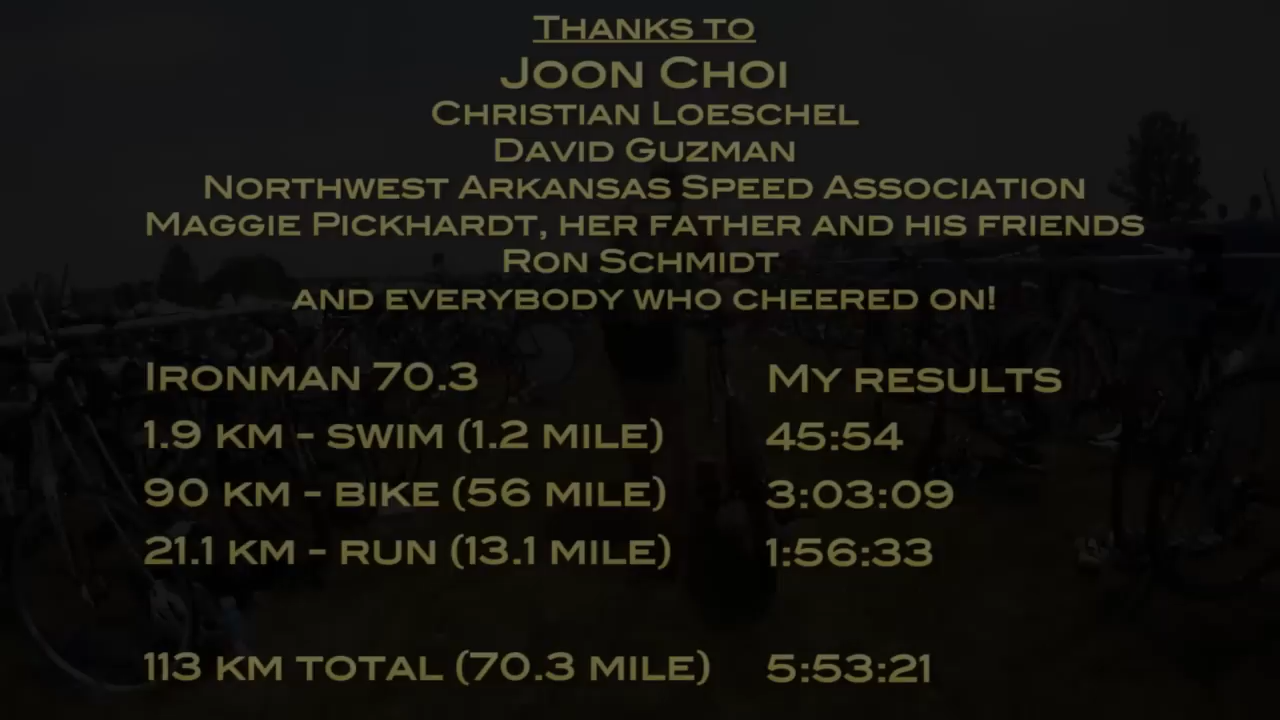 THANKS TO
JOON CHOI
CHRISTIAN LOESCHEL
DAVID GUZMAN
NORTHWEST ARKANSAS SPEED ASSOCIATION
MAGGIE PICKHARDT, HER FATHER AND HIS FRIENDS
RON SCHMIDT
AND EVERYBODY WHO CHEERED ON!
IRONMAN 70.3 MY RESULTS
1.9 KM - SWIM (1.2 MILE) 45:54
90 KM - BIKE (56 MILE) 3:03:09
21.1 KM - RUN (13.1 MILE) 1:56:33
113 KM TOTAL (70.3 MILE) 5:53:21